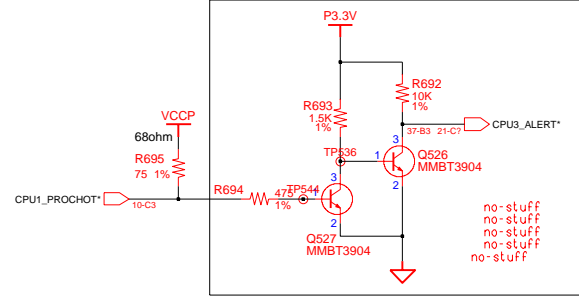 P3.3V
R692
10K
1%
R693
1.5K
1%
VCCP
68ohm
R695
75 1%
37-B3 21-C?
CPU3_ALERT*
TP536
3
1
Q526
MMBT3904
2
CPU1_PROCHOT*
10-C3
R694
475
1%
TP544
1
3
2
Q527
MMBT3904
no-stuff
no-stuff
no-stuff
no-stuff
no-stuff